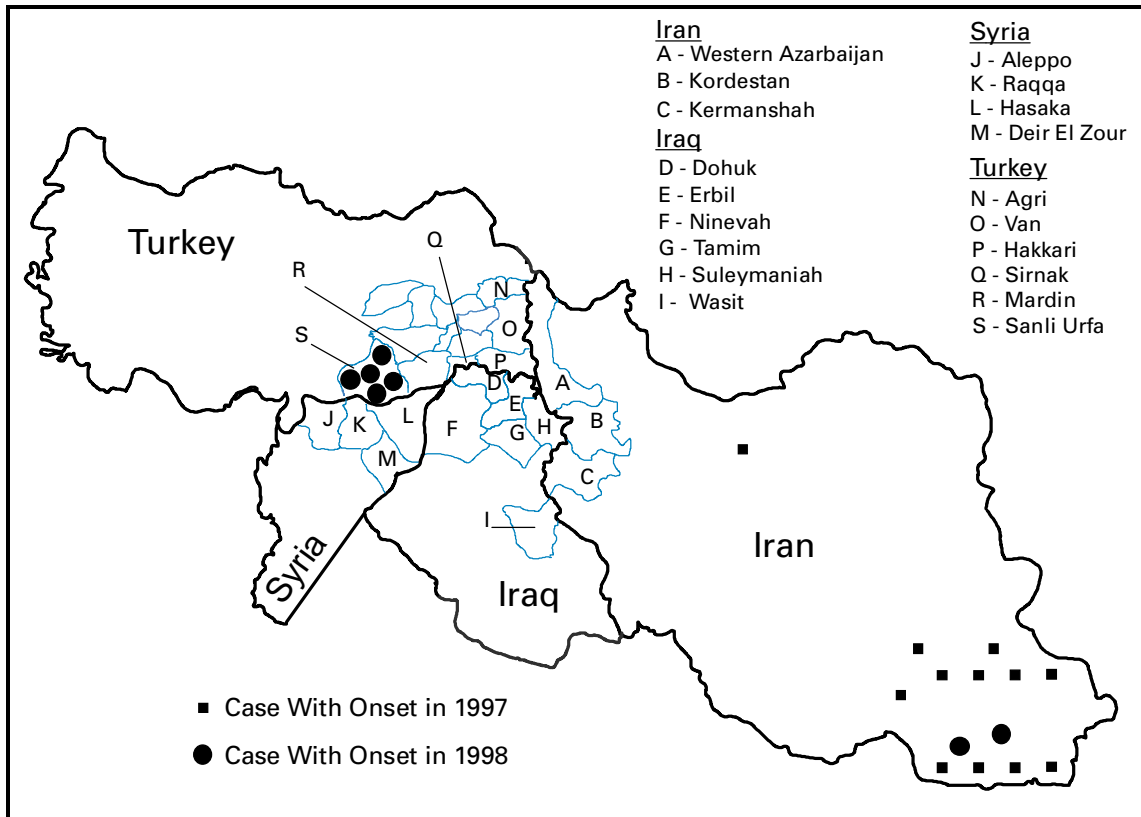 Iran
A - Western Azarbaijan
B - Kordestan
C - Kermanshah
Iraq
D - Dohuk
E - Erbil
F - Ninevah
G - Tamim
H - Suleymaniah
I - Wasit
Syria
J - Aleppo
K - Raqqa
L - Hasaka
M - Deir El Zour
Turkey
N - Agri
O - Van
P - Hakkari
Q - Sirnak
R - Mardin
S - Sanli Urfa
Turkey
Q
R
S
N
O
P
D
A
E
B
J
K
L
F
G
H
M
C
I
Iran
Syria
Iraq
Case With Onset in 1997
Case With Onset in 1998